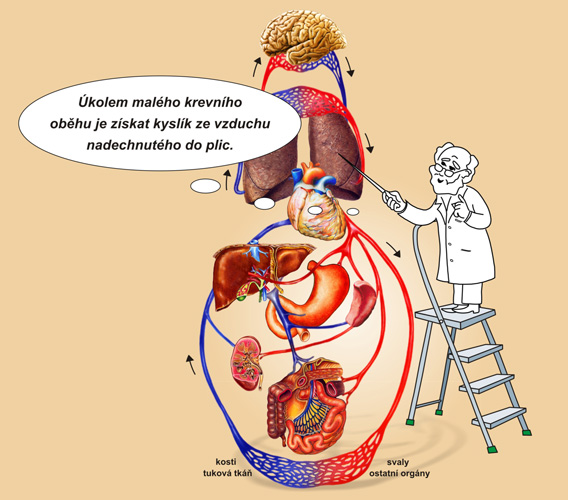 Úkolem malého krevního
oběhu je získat kyslík ze vzduchu
nadechnutého do plic.
kosti
tuková tkáň
svaly
ostatní orgány